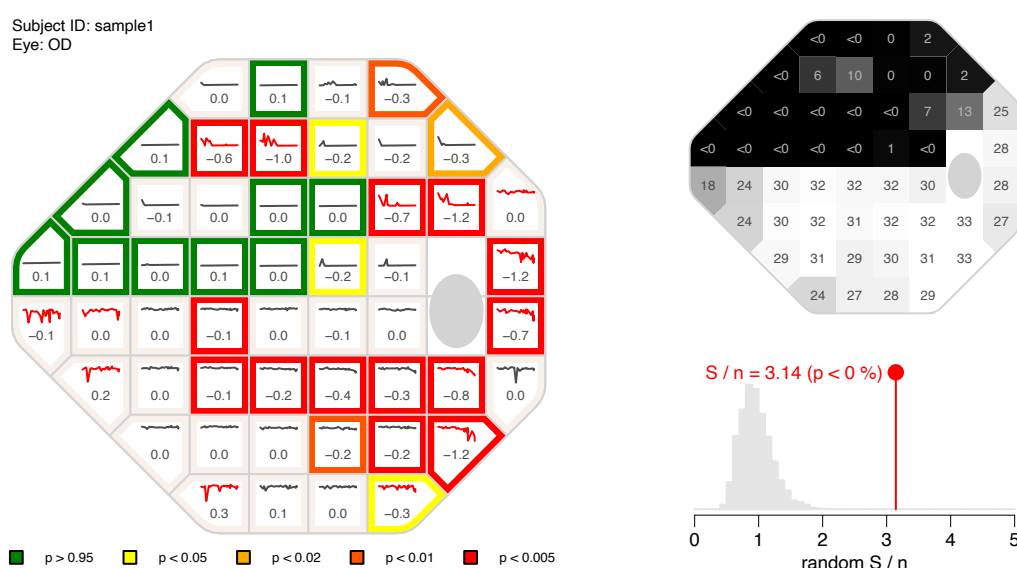 Subject ID: sample1
Eye: OD
0.0 0.1 −0.1 −0.3
0.1 −0.6 −1.0 −0.2 −0.2 −0.3
0.0 −0.1 0.0 0.0 0.0 −0.7 −1.2 0.0
0.1 0.1 0.0 0.1 0.0 −0.2 −0.1 −1.2
−0.1 0.0 0.0 −0.1 0.0 −0.1 0.0 −0.7
0.2 0.0 −0.1 −0.2 −0.4 −0.3 −0.8 0.0
0.0 0.0 0.0 −0.2 −0.2 −1.2
0.3 0.1 0.0 −0.3
p > 0.95 p < 0.05 p < 0.02 p < 0.01 p < 0.005
<0 <0 0 2
<0 6 10 0 0 2
<0 <0 <0 <0 <0 7 13 25
<0 <0 <0 <0 <0 1 <0 28
18 24 30 32 32 32 30 28
24 30 32 31 32 32 33 27
29 31 29 30 31 33
24 27 28 29
S / n = 3.14 (p < 0 %)
0 1 2 3 4 5
random S / n